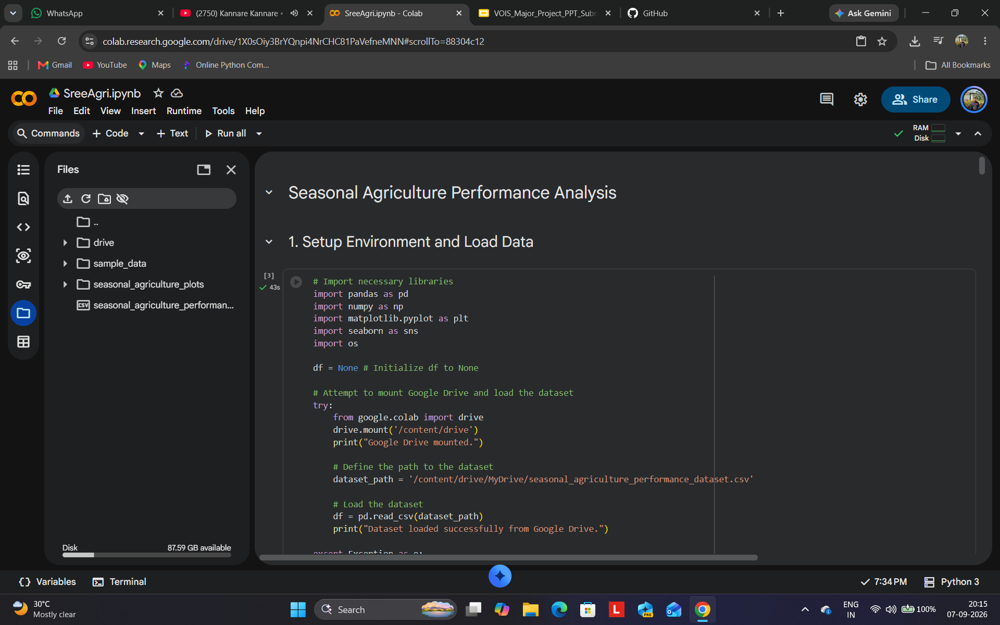 WhatsApp
(2750) Kannare Kannare
SreeAgri.ipynb - Colab
VOIS_Major_Project_PPT_Sub
GitHub
Ask Gemini
colab.research.google.com/drive/1X0sOiy3BrYQnpi4NrCHC81PaVefneMNN#scrollTo=88304c12
Gmail
YouTube
Maps
Online Python Com...
All Bookmarks
SreeAgri.ipynb
File Edit View Insert Runtime Tools Help
Share
Commands + Code + Text Run all
RAM
Disk
Files
..
drive
sample_data
seasonal_agriculture_plots
CSV seasonal_agriculture_performan...
Disk 87.59 GB available
Seasonal Agriculture Performance Analysis
1. Setup Environment and Load Data
[3]
43s
# Import necessary libraries
import pandas as pd
import numpy as np
import matplotlib.pyplot as plt
import seaborn as sns
import os
df = None # Initialize df to None
# Attempt to mount Google Drive and load the dataset
try:
from google.colab import drive
drive.mount('/content/drive')
print("Google Drive mounted.")
# Define the path to the dataset
dataset_path = '/content/drive/MyDrive/seasonal_agriculture_performance_dataset.csv'
# Load the dataset
df = pd.read_csv(dataset_path)
print("Dataset loaded successfully from Google Drive.")
except Exception as e:
Variables
Terminal
7:34 PM
Python 3
30°C
Mostly clear
Search
L
PRE
ENG
IN
100%
20:15
07-09-2026